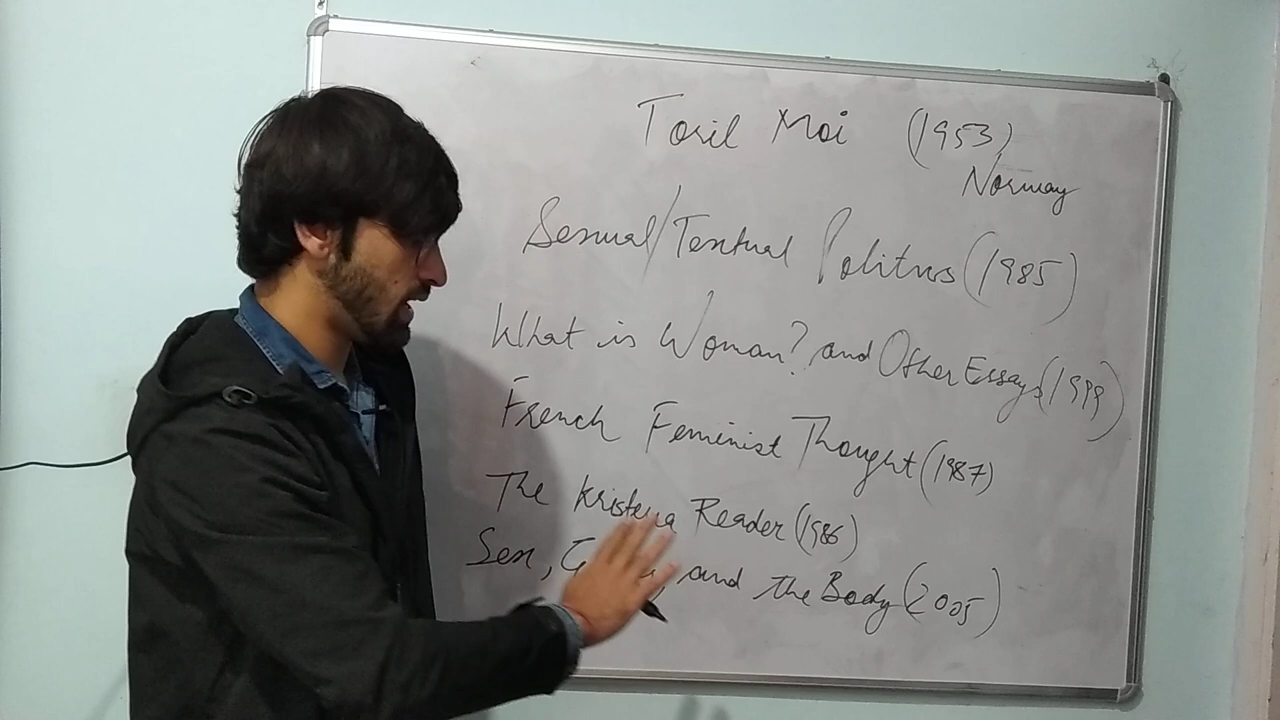 Toril Moi (1953)
Norway
Sexual/Textual Politics (1985)
What is Woman? and Other Essays (1999)
French Feminist Thought (1987)
The Kristeva Reader (1986)
Sex, and the Body (2005)